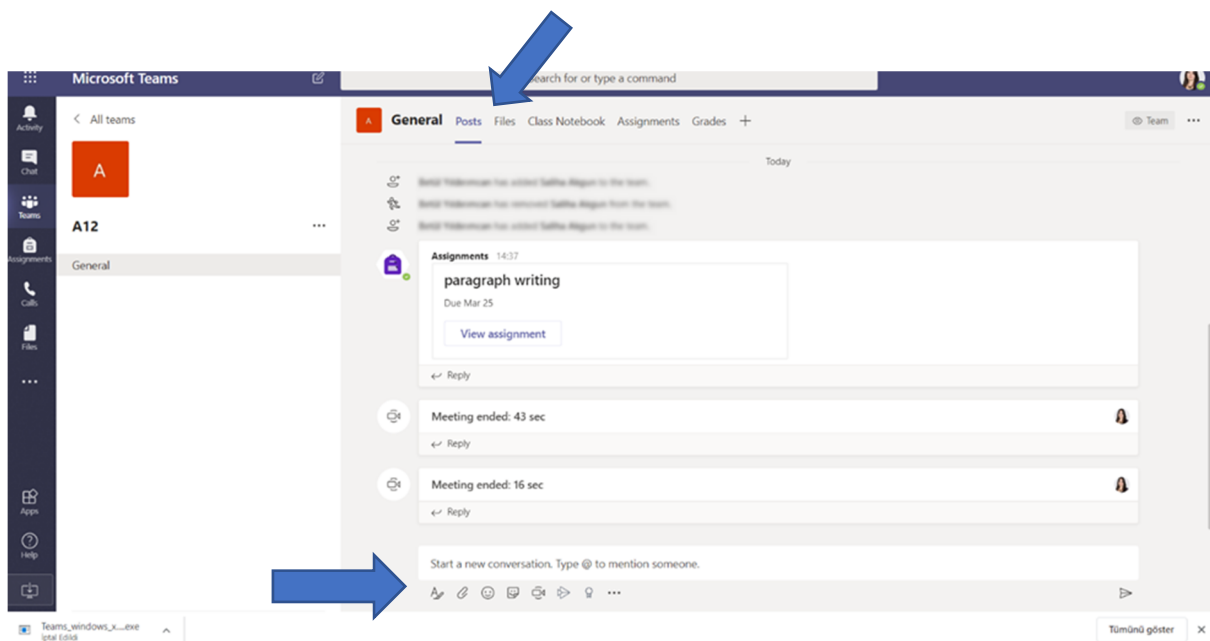 Microsoft Teams
earch for or type a command
Activity
Chat
Teams
Assignments
Calls
Files
Apps
Help
All teams
A
A12
General
A
General Posts Files Class Notebook Assignments Grades
Team
Today
Assignments 14:37
paragraph writing
Due Mar 25
View assignment
Reply
Meeting ended: 43 sec
Reply
Meeting ended: 16 sec
Reply
Start a new conversation. Type @ to mention someone.
Teams_windows_x....exe
İptal Edildi
Tümünü göster